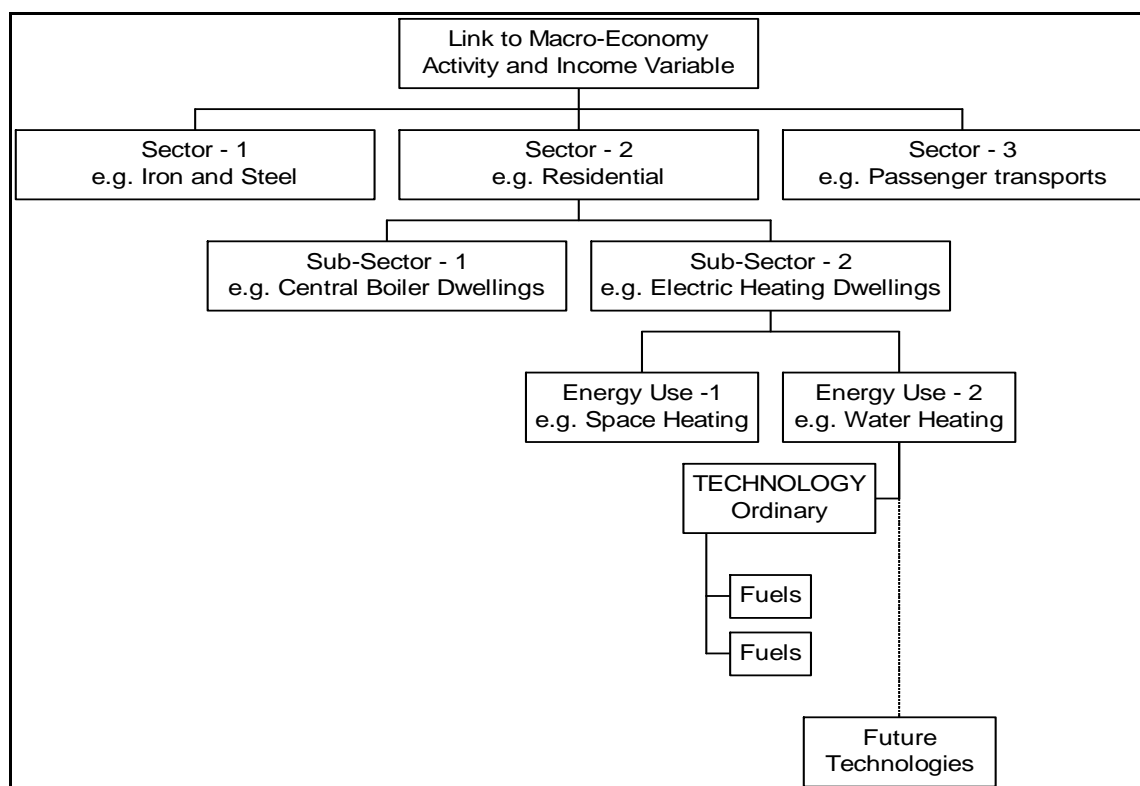 Link to Macro-Economy
Activity and Income Variable
Sector - 1
e.g. Iron and Steel
Sector - 2
e.g. Residential
Sector - 3
e.g. Passenger transports
Sub-Sector - 1
e.g. Central Boiler Dwellings
Sub-Sector - 2
e.g. Electric Heating Dwellings
Energy Use -1
e.g. Space Heating
Energy Use - 2
e.g. Water Heating
TECHNOLOGY
Ordinary
Fuels
Fuels
Future
Technologies